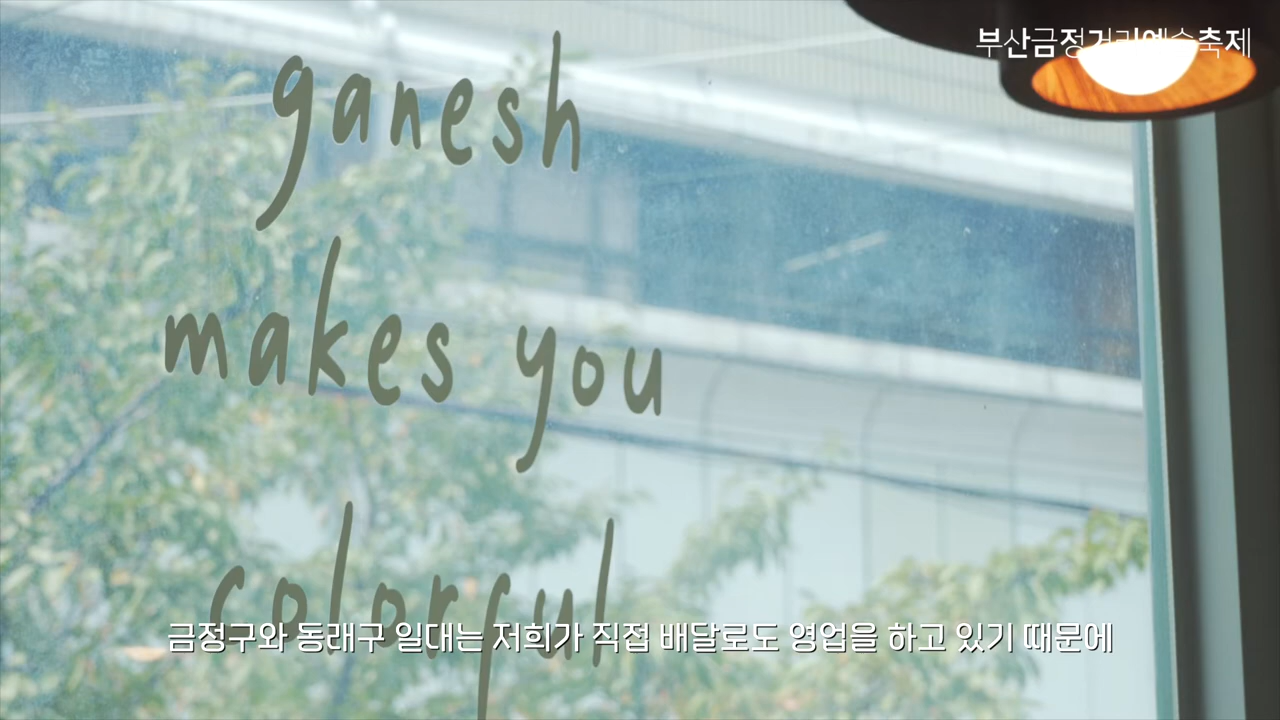 부산금정거리예술축제
ganesh
makes you
colorful
금정구와 동래구 일대는 저희가 직접 배달로도 영업을 하고 있기 때문에